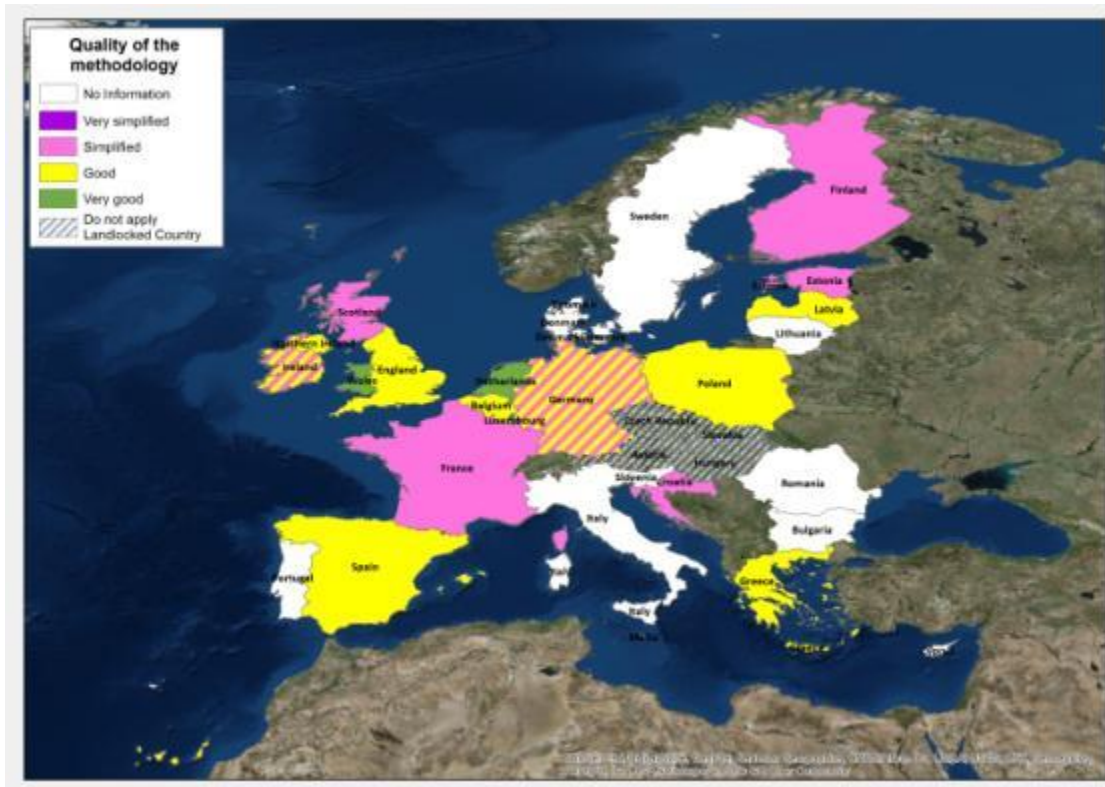 Quality of the
methodology
No Information
Very simplified
Simplified
Good
Very good
Do not apply
Landlocked Country
Finland
Sweden
Estonia
Scotland
Latvia
Denmark
Lithuania
Northern Ireland
Ireland
England
Wales
Netherlands
Poland
Belgium
Germany
Luxembourg
Czech Republic
Slovakia
Austria
Hungary
France
Slovenia
Croatia
Romania
Italy
Bulgaria
Portugal
Spain
Italy
Greece
Italy